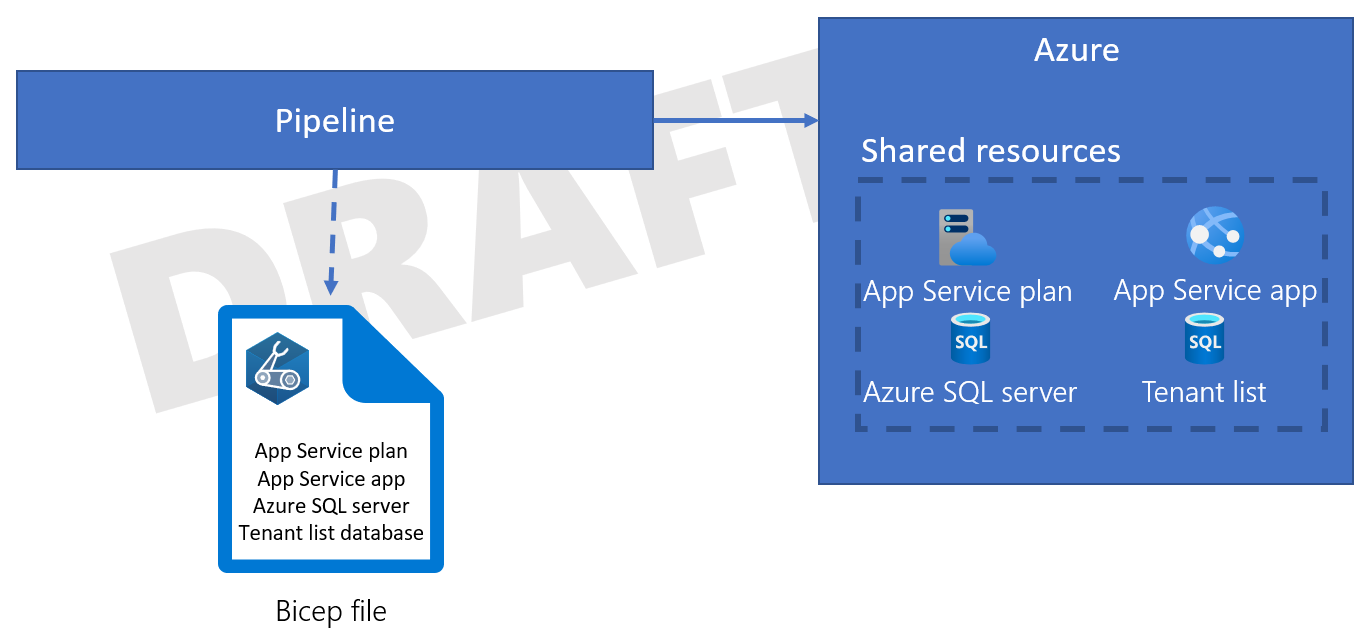 Azure
Pipeline
DRAFT
Shared resources
App Service plan
App Service app
SQL
SQL
Azure SQL server
Tenant list
App Service plan
App Service app
Azure SQL server
Tenant list database
Bicep file